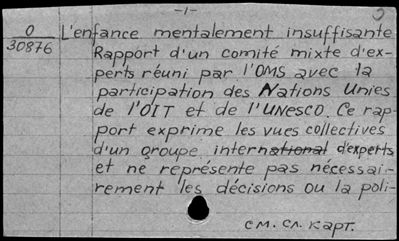 -1-
O
30876
L'enfance mentalement insuffisante
Rapport d'un comité mixte d'ex-
perts réuni par l'OMS avec la
participation des Nations Unies
de l'OIT et de l'UNESCO. Ce rap-
port exprime les vues collectives
d'un groupe international d'experts
et ne représente pas nécessai-
rement les décisions ou la poli-
см. сл. карт.